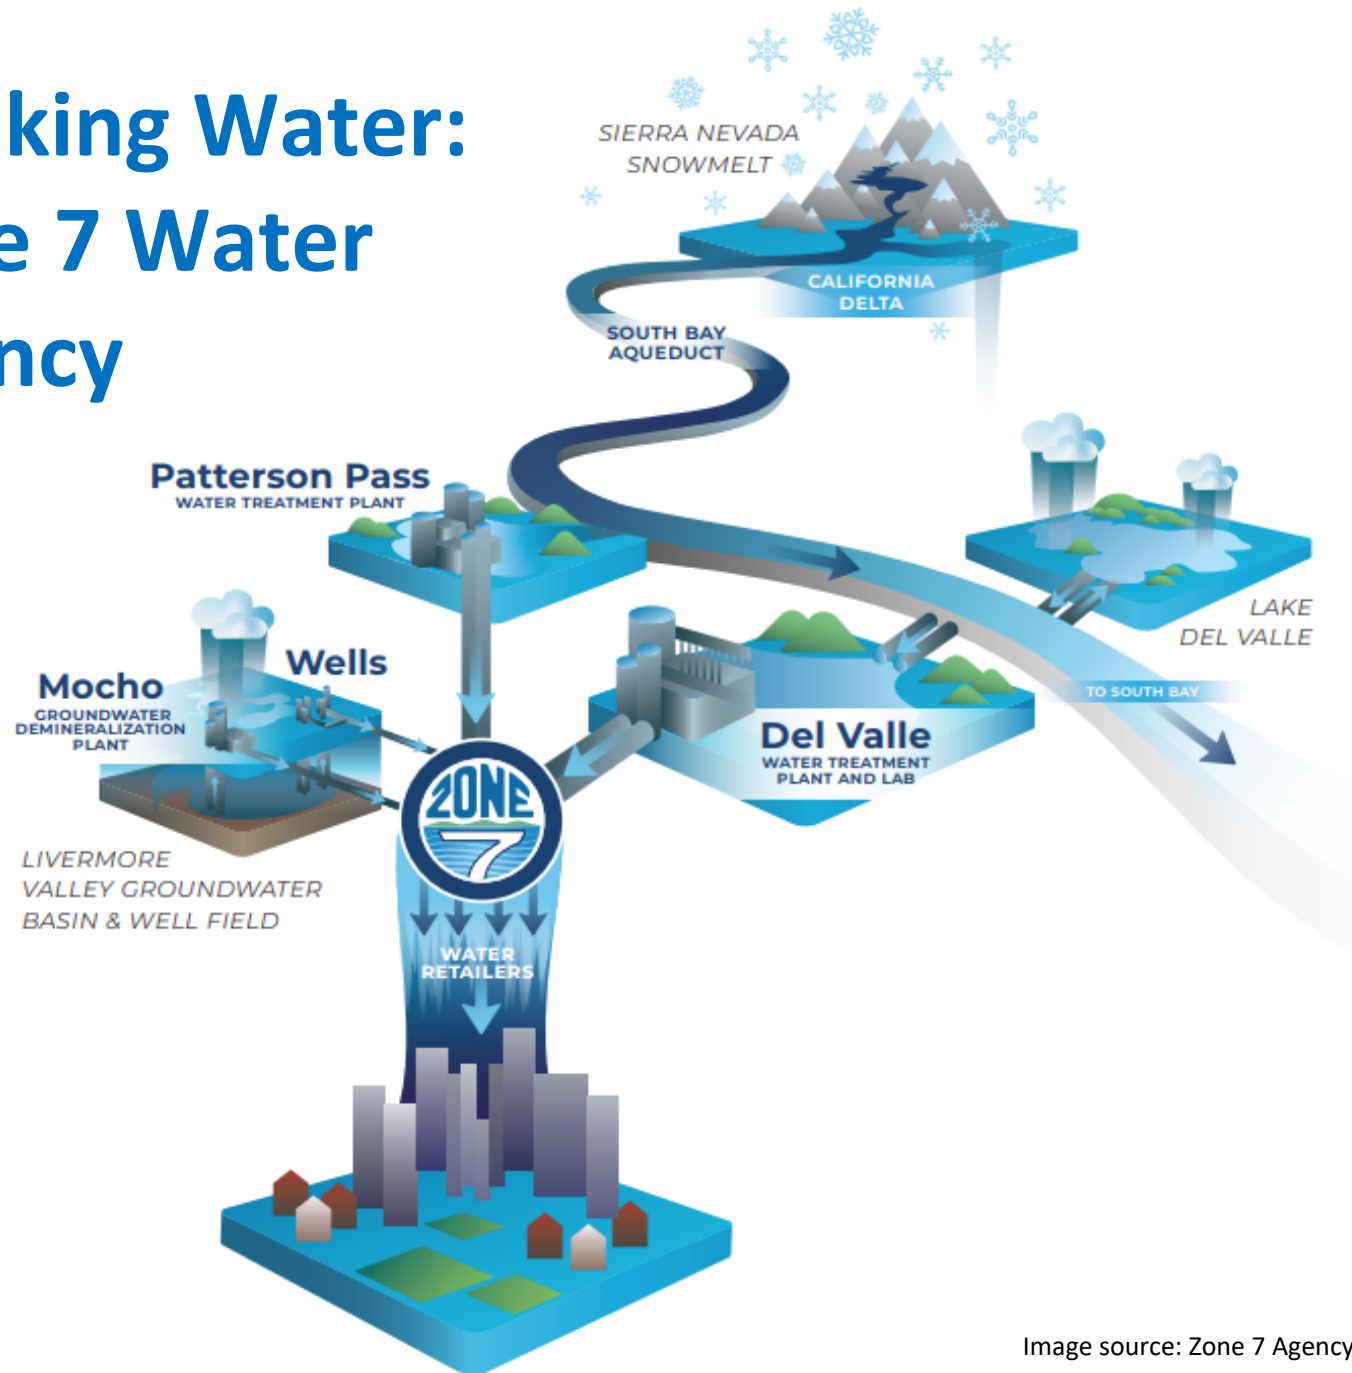 king Water:
e 7 Water
ncy
SIERRA NEVADA
SNOWMELT
CALIFORNIA
DELTA
SOUTH BAY
AQUEDUCT
Patterson Pass
WATER TREATMENT PLANT
LAKE
DEL VALLE
Wells
Mocho
GROUNDWATER
DEMINERALIZATION
PLANT
TO SOUTH BAY
Del Valle
WATER TREATMENT
PLANT AND LAB
ZONE
7
LIVERMORE
VALLEY GROUNDWATER
BASIN & WELL FIELD
WATER
RETAILERS
Image source: Zone 7 Agency